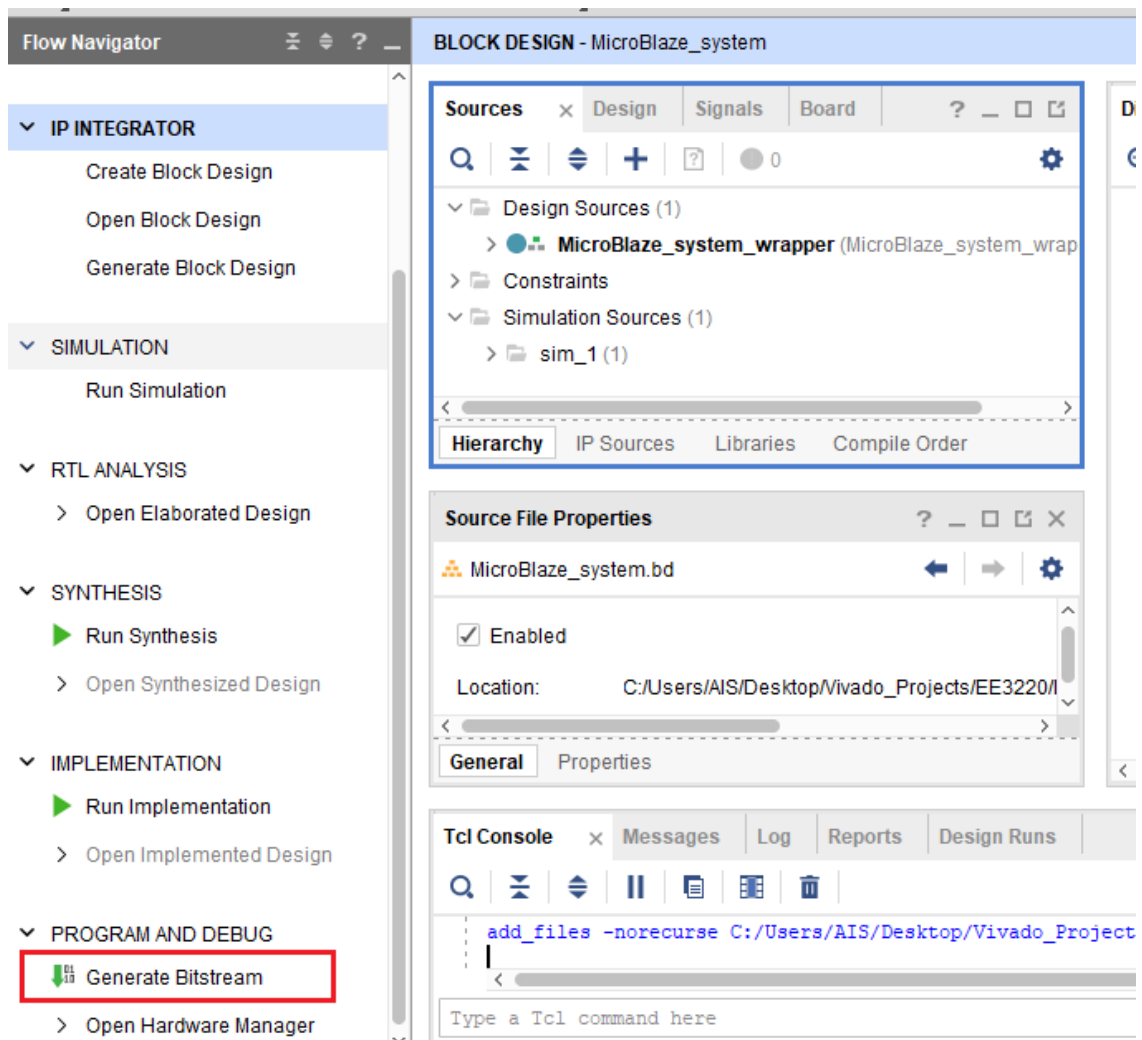 Flow Navigator
IP INTEGRATOR
Create Block Design
Open Block Design
Generate Block Design
SIMULATION
Run Simulation
RTL ANALYSIS
Open Elaborated Design
SYNTHESIS
Run Synthesis
Open Synthesized Design
IMPLEMENTATION
Run Implementation
Open Implemented Design
PROGRAM AND DEBUG
Generate Bitstream
Open Hardware Manager
BLOCK DESIGN - MicroBlaze_system
Sources Design Signals Board
0
Design Sources (1)
MicroBlaze_system_wrapper (MicroBlaze_system_wrap
Constraints
Simulation Sources (1)
sim_1 (1)
Hierarchy IP Sources Libraries Compile Order
Source File Properties
MicroBlaze_system.bd
Enabled
Location: C:/Users/AIS/Desktop/Vivado_Projects/EE3220/
General Properties
Tcl Console Messages Log Reports Design Runs
add_files -norecurse C:/Users/AIS/Desktop/Vivado_Project
Type a Tcl command here